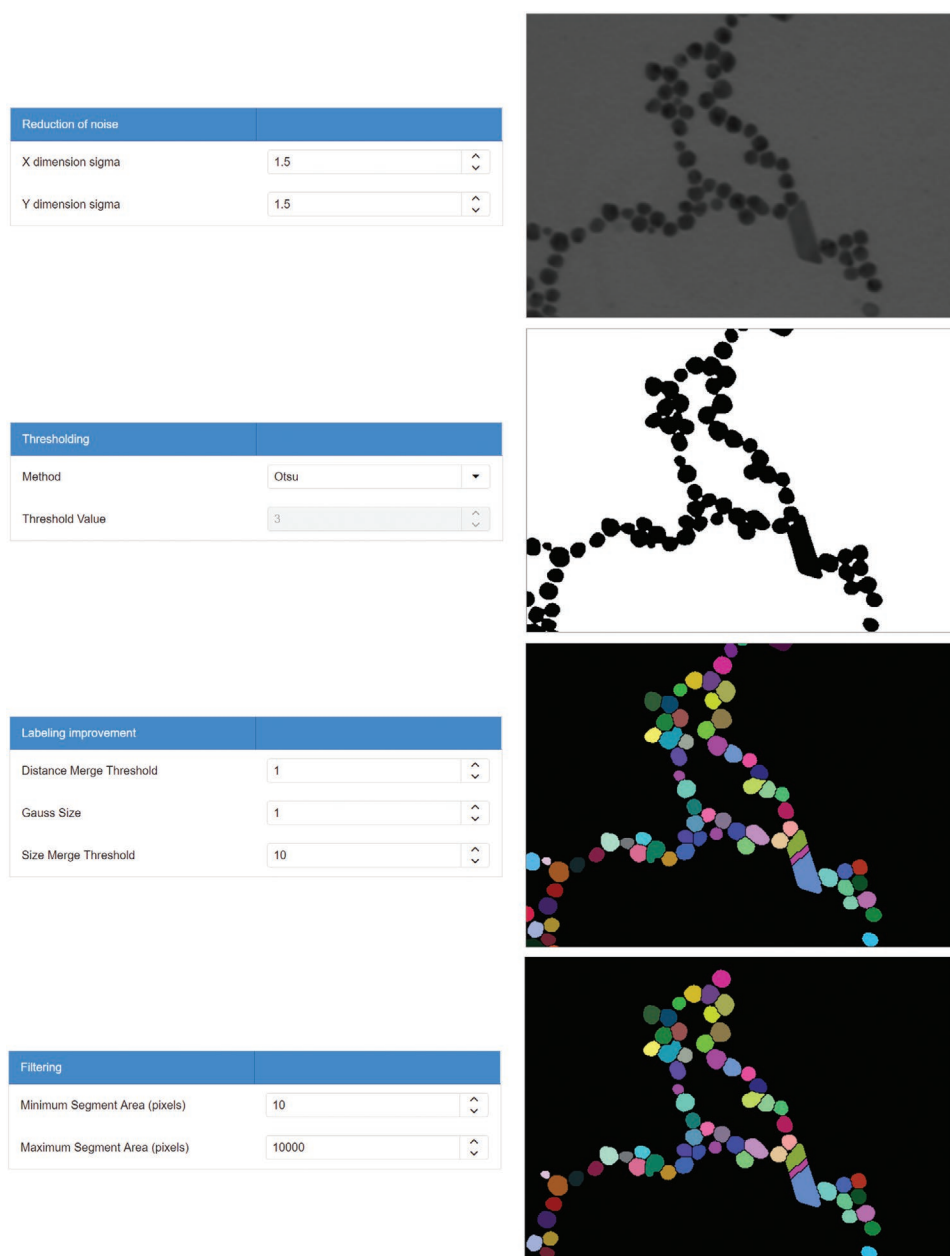 Reduction of noise
X dimension sigma 1.5
Y dimension sigma 1.5
Thresholding
Method Otsu
Threshold Value 3
Labeling improvement
Distance Merge Threshold 1
Gauss Size 1
Size Merge Threshold 10
Filtering
Minimum Segment Area (pixels) 10
Maximum Segment Area (pixels) 10000